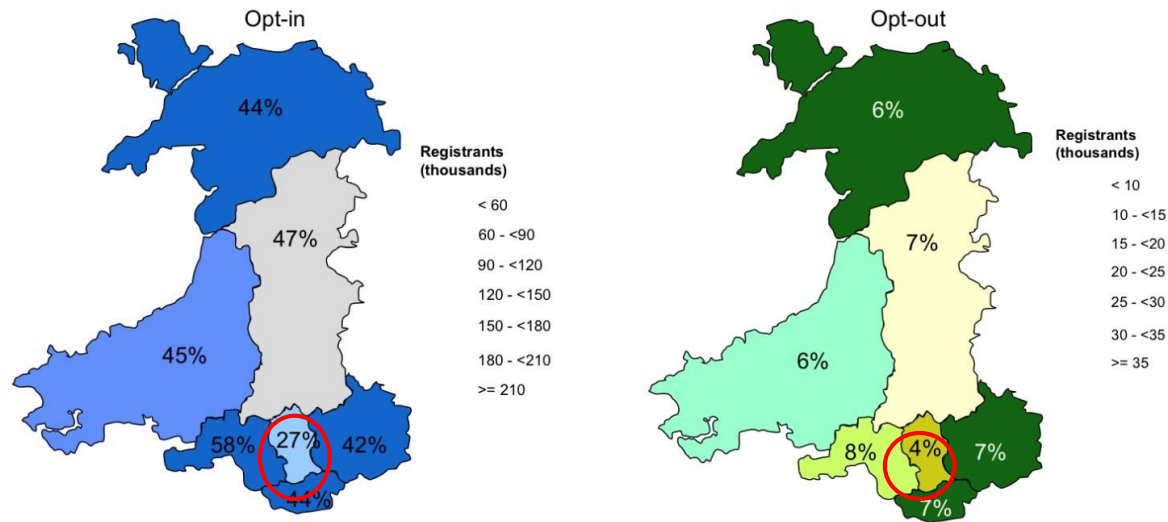 Opt-in
44%
47%
45%
58%
27%
42%
44%
Registrants
(thousands)
< 60
60 - <90
90 - <120
120 - <150
150 - <180
180 - <210
>= 210
Opt-out
6%
7%
6%
8%
4%
7%
7%
Registrants
(thousands)
< 10
10 - <15
15 - <20
20 - <25
25 - <30
30 - <35
>= 35